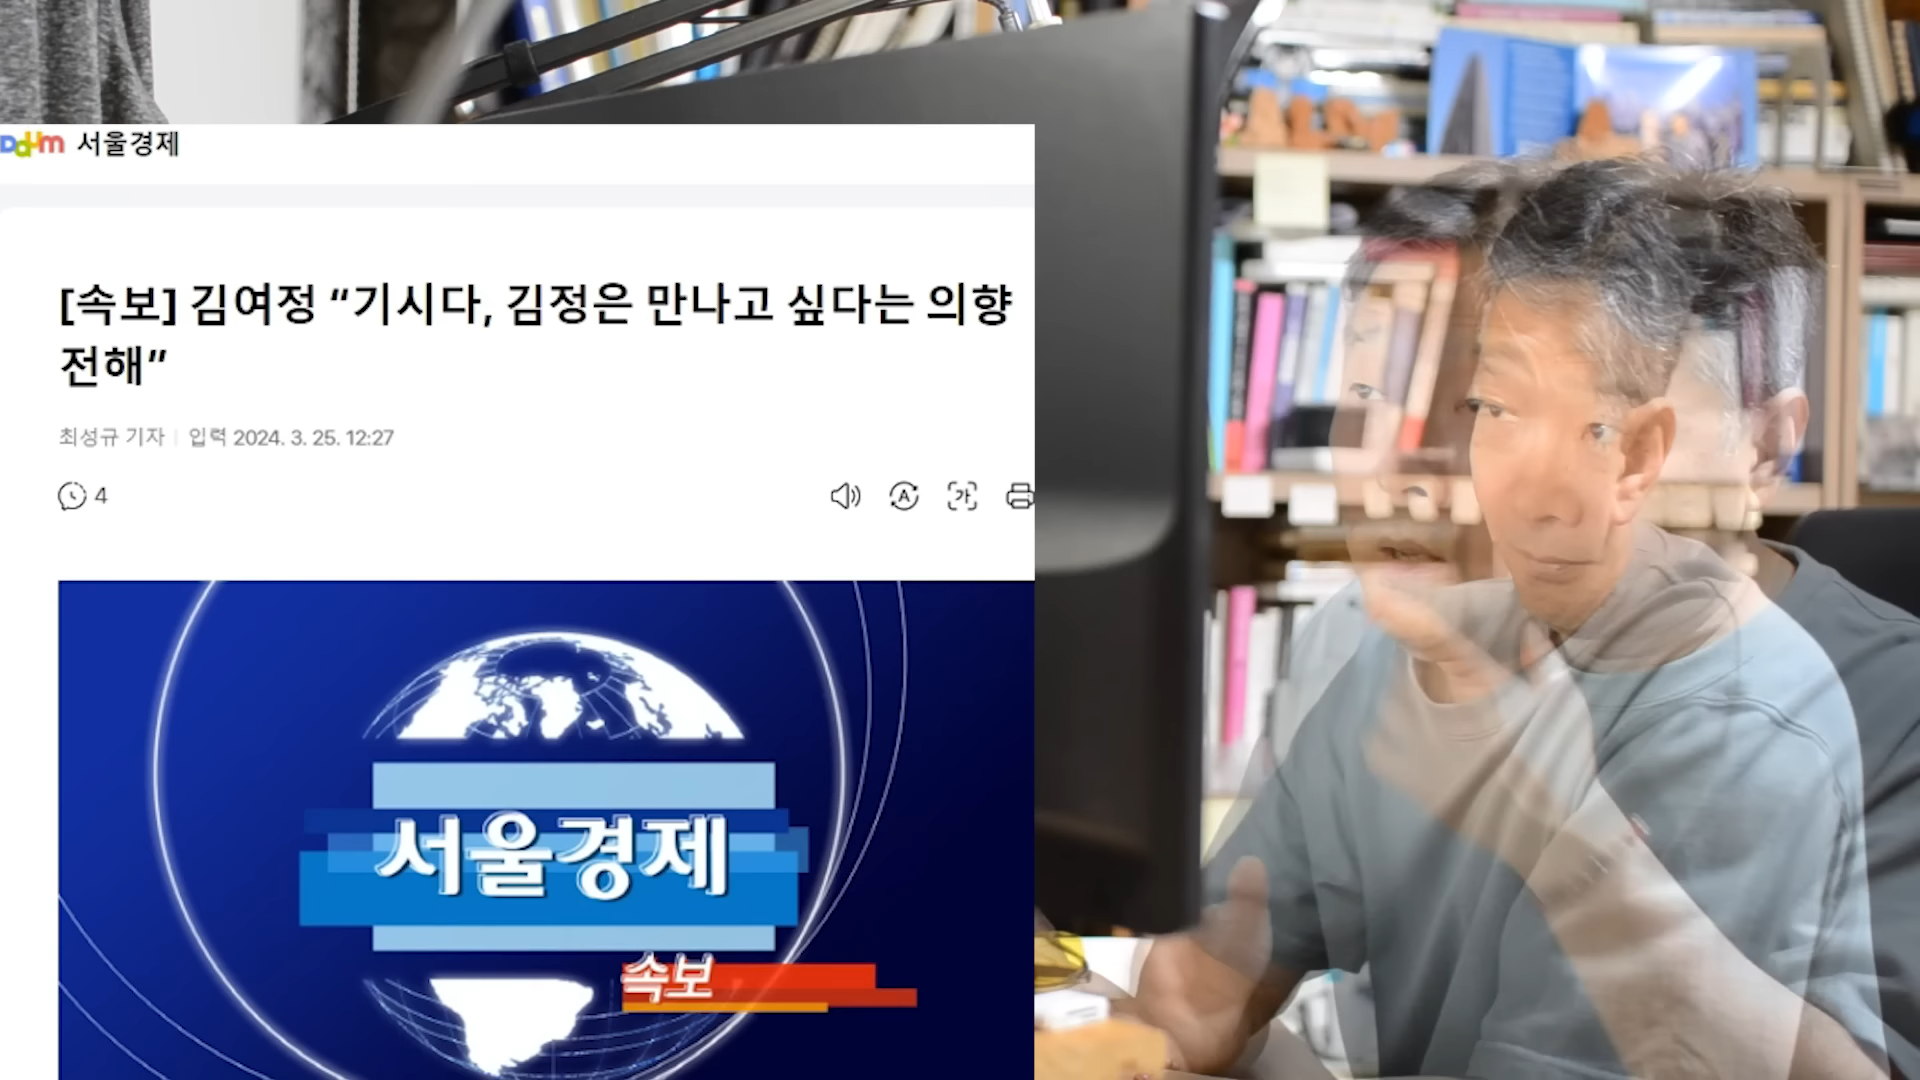 Daum 서울경제
[속보] 김여정 “기시다, 김정은 만나고 싶다는 의향
전해”
최성규 기자 | 입력 2024. 3. 25. 12:27
4
가
서울경제
속보